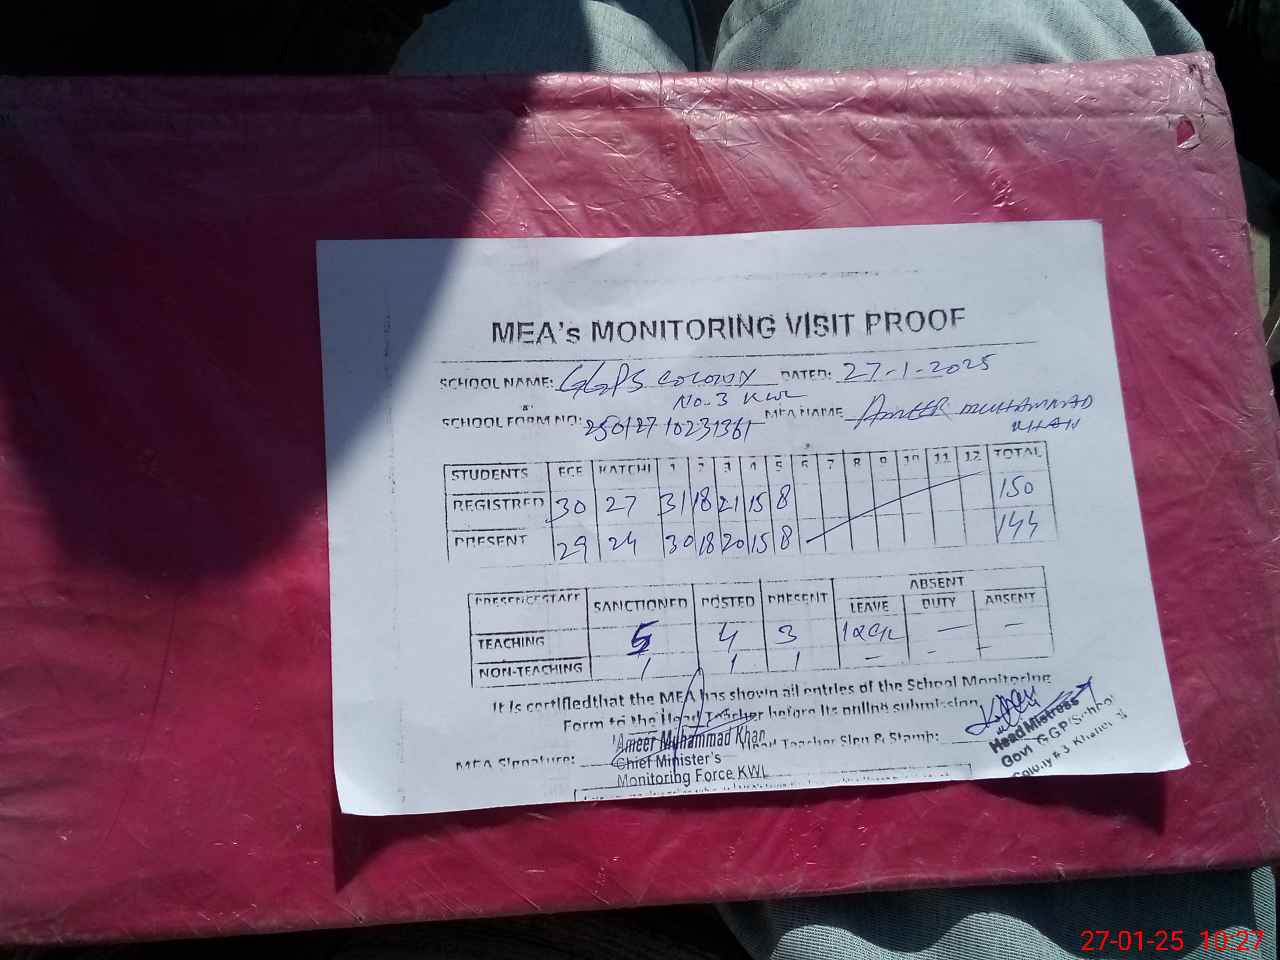 MEA's MONITORING VISIT PROOF
SCHOOL NAME: GGPS COLONY DATED: 27-1-2025
No. 3 KWL
SCHOOL FORM NO: 25012710231361 MEA NAME AMEER MUHAMMAD
KHAN
STUDENTS ECE KATCHI 1 2 3 4 5 6 7 8 9 10 11 12 TOTAL
REGISTRED 30 27 31 18 21 15 8 150
PRESENT 29 24 30 18 20 15 8 144
ABSENT
PRESENCE STAFF SANCTIONED POSTED PRESENT LEAVE DUTY ABSENT
TEACHING 5 4 3 — –
NON-TEACHING 1 1 1 – – –
It is certifiedthat the MEA has shown all entries of the School Monitoring
Form to the Head Teacher before its online submission.
Ameer Muhammad Khan
Chief Minister's
Monitoring Force KWL
MEA Signature: Head Teacher Sign & Stamp:
Head Mistress
Govt GGP/School
Colony # 3
27-01-25 10:27